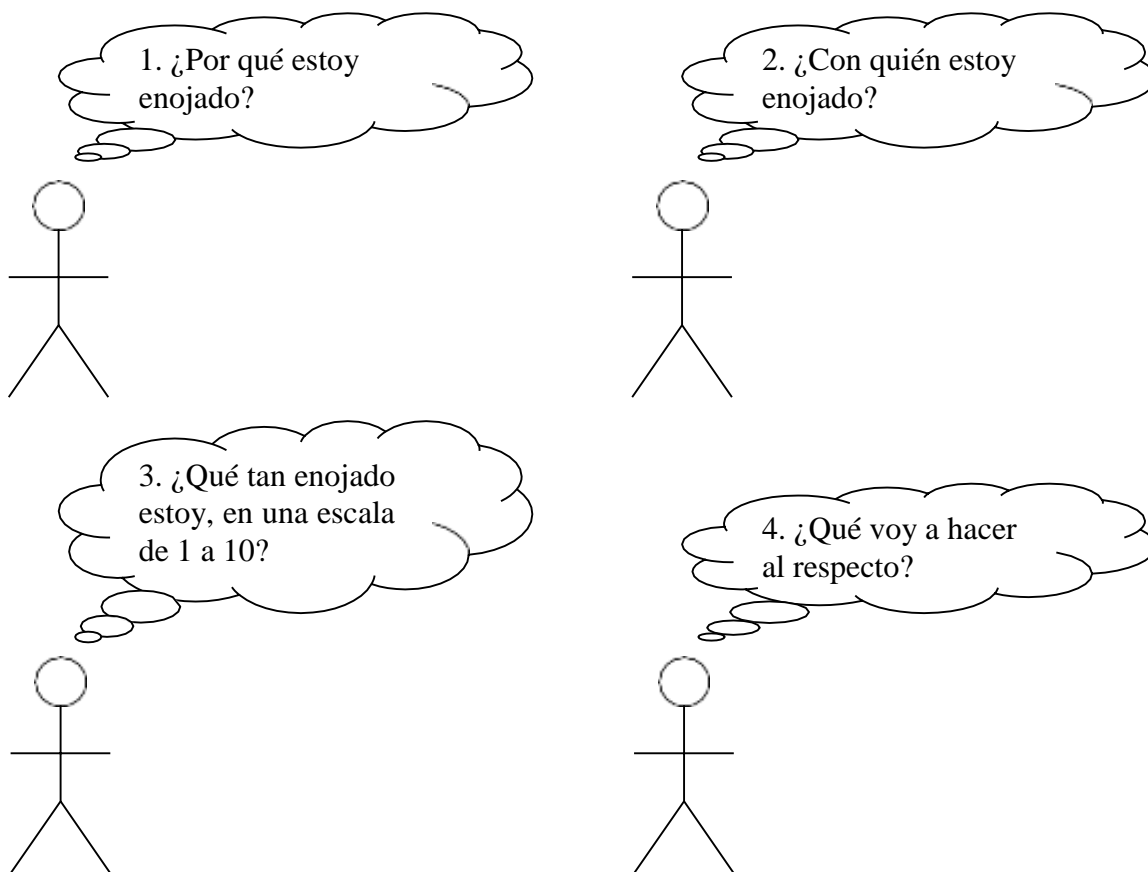 1. ¿Por qué estoy
enojado?
2. ¿Con quién estoy
enojado?
3. ¿Qué tan enojado
estoy, en una escala
de 1 a 10?
4. ¿Qué voy a hacer
al respecto?